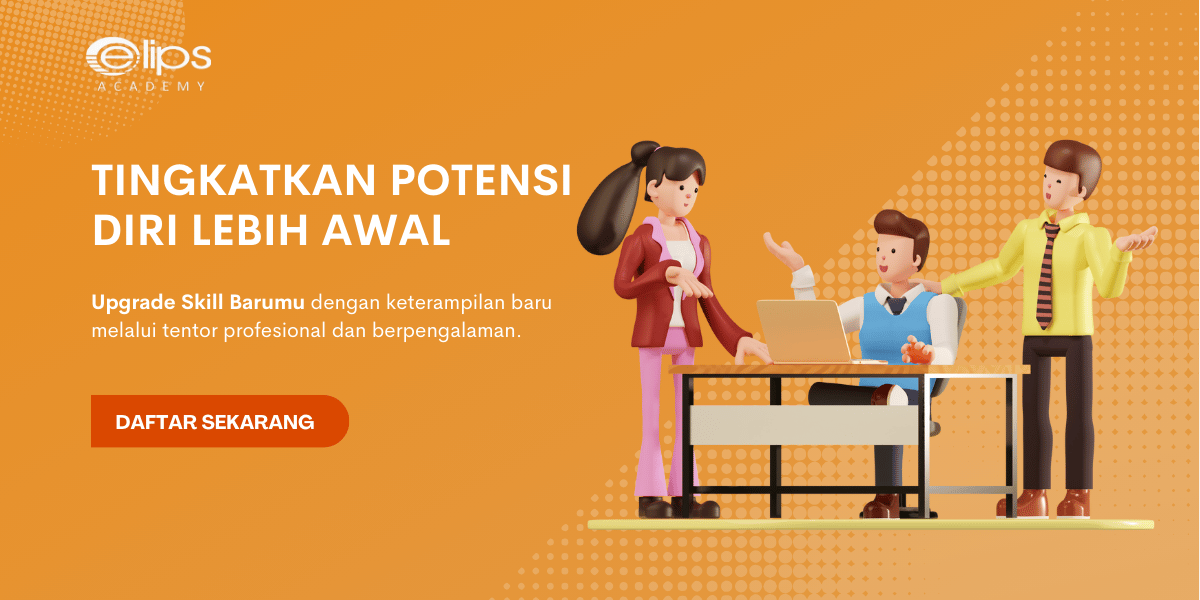 elips
ACADEMY
TINGKATKAN POTENSI
DIRI LEBIH AWAL
Upgrade Skill Barumu dengan keterampilan baru
melalui tentor profesional dan berpengalaman.
DAFTAR SEKARANG